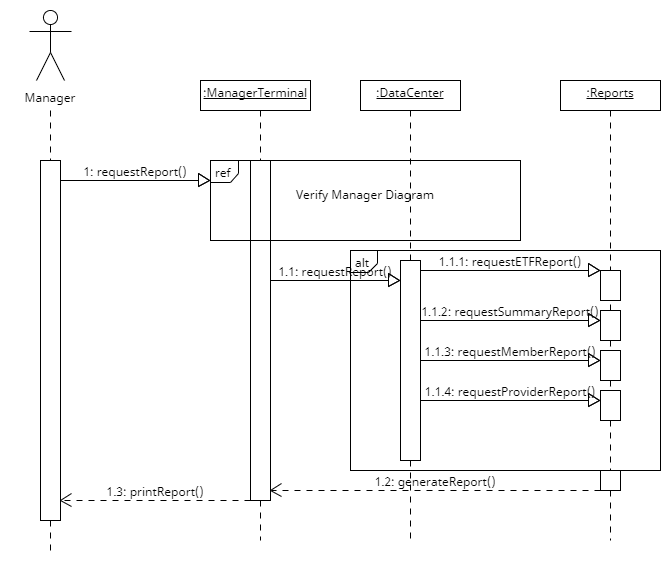 Manager
:ManagerTerminal
:DataCenter
:Reports
1: requestReport()
ref
Verify Manager Diagram
alt
1.1: requestReport()
1.1.1: requestETFReport()
1.1.2: requestSummaryReport()
1.1.3: requestMemberReport()
1.1.4: requestProviderReport()
1.2: generateReport()
1.3: printReport()